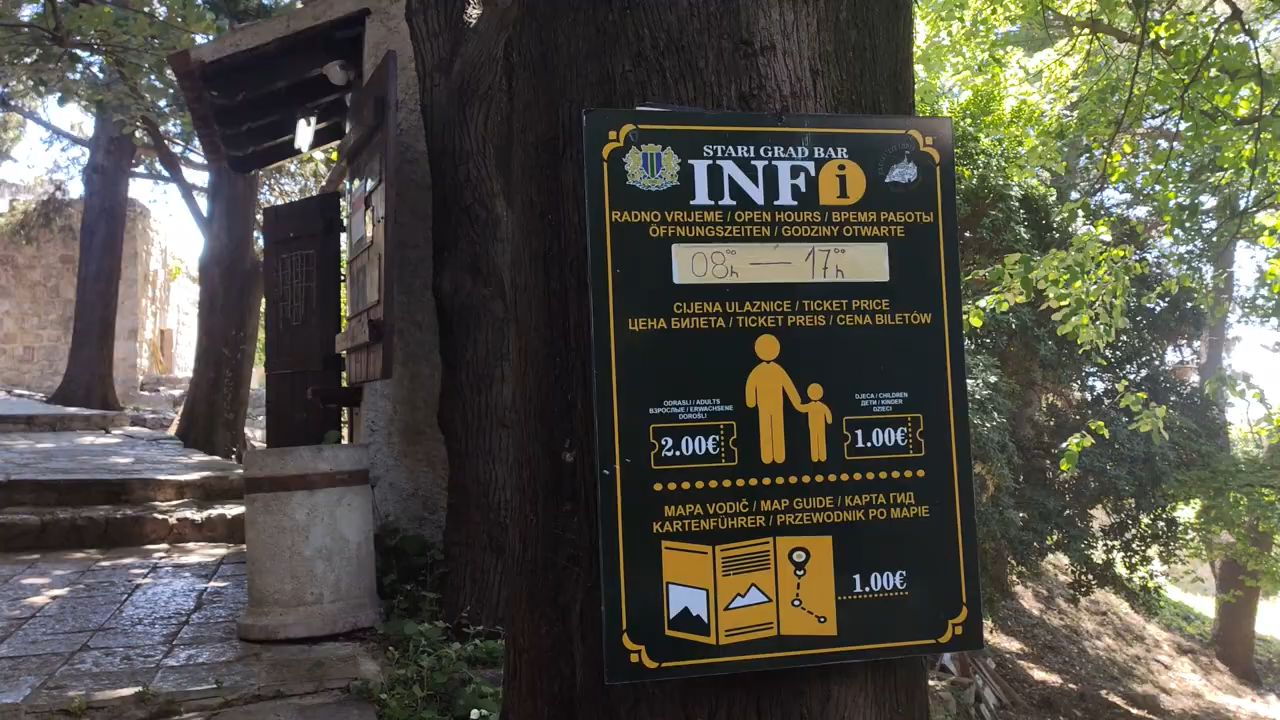 STARI GRAD BAR
INFi
RADNO VRIJEME / OPEN HOURS / ВРЕМЯ РАБОТЫ
ÖFFNUNGSZEITEN / GODZINY OTWARTE
08°°h — 17°°h
CIJENA ULAZNICE / TICKET PRICE
ЦЕНА БИЛЕТА / TICKET PREIS / CENA BILETÓW
ODRASLI / ADULTS
ВЗРОСЛЫЕ / ERWACHSENE
DOROŚLI
2.00€
DJECA / CHILDREN
ДЕТИ / KINDER
DZIECI
1.00€
MAPA VODIČ / MAP GUIDE / КАРТА ГИД
KARTENFÜHRER / PRZEWODNIK PO MAPIE
1.00€